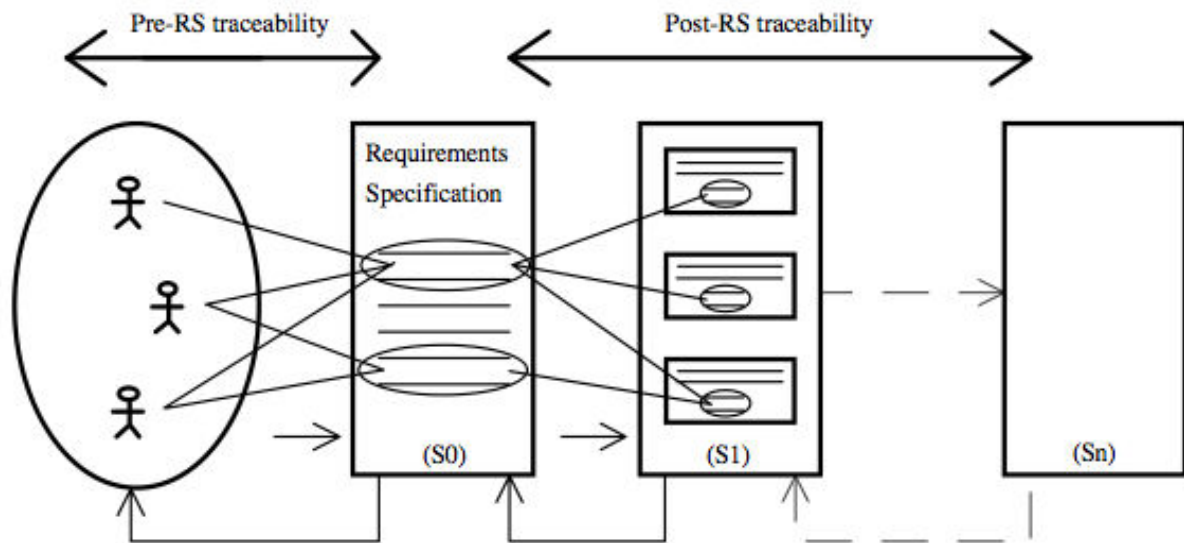 Pre-RS traceability
Post-RS traceability
Requirements
Specification
(S0)
(S1)
(Sn)